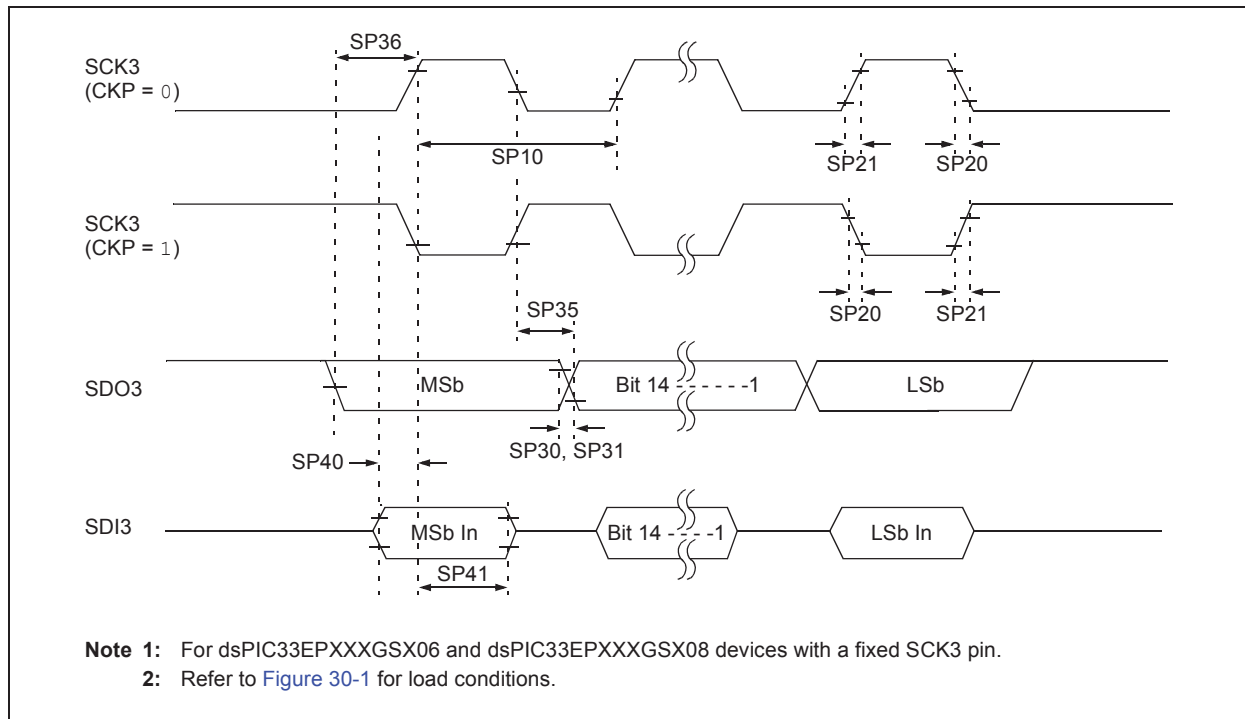 SP36
SCK3
(CKP = 0)
SP10
SP21
SP20
SCK3
(CKP = 1)
SP35
SP20
SP21
SDO3
MSb
Bit 14 - - - - - -1
LSb
SP30, SP31
SP40
SDI3
MSb In
Bit 14 - - - -1
LSb In
SP41
Note 1: For dsPIC33EPXXXGSX06 and dsPIC33EPXXXGSX08 devices with a fixed SCK3 pin.
2: Refer to Figure 30-1 for load conditions.